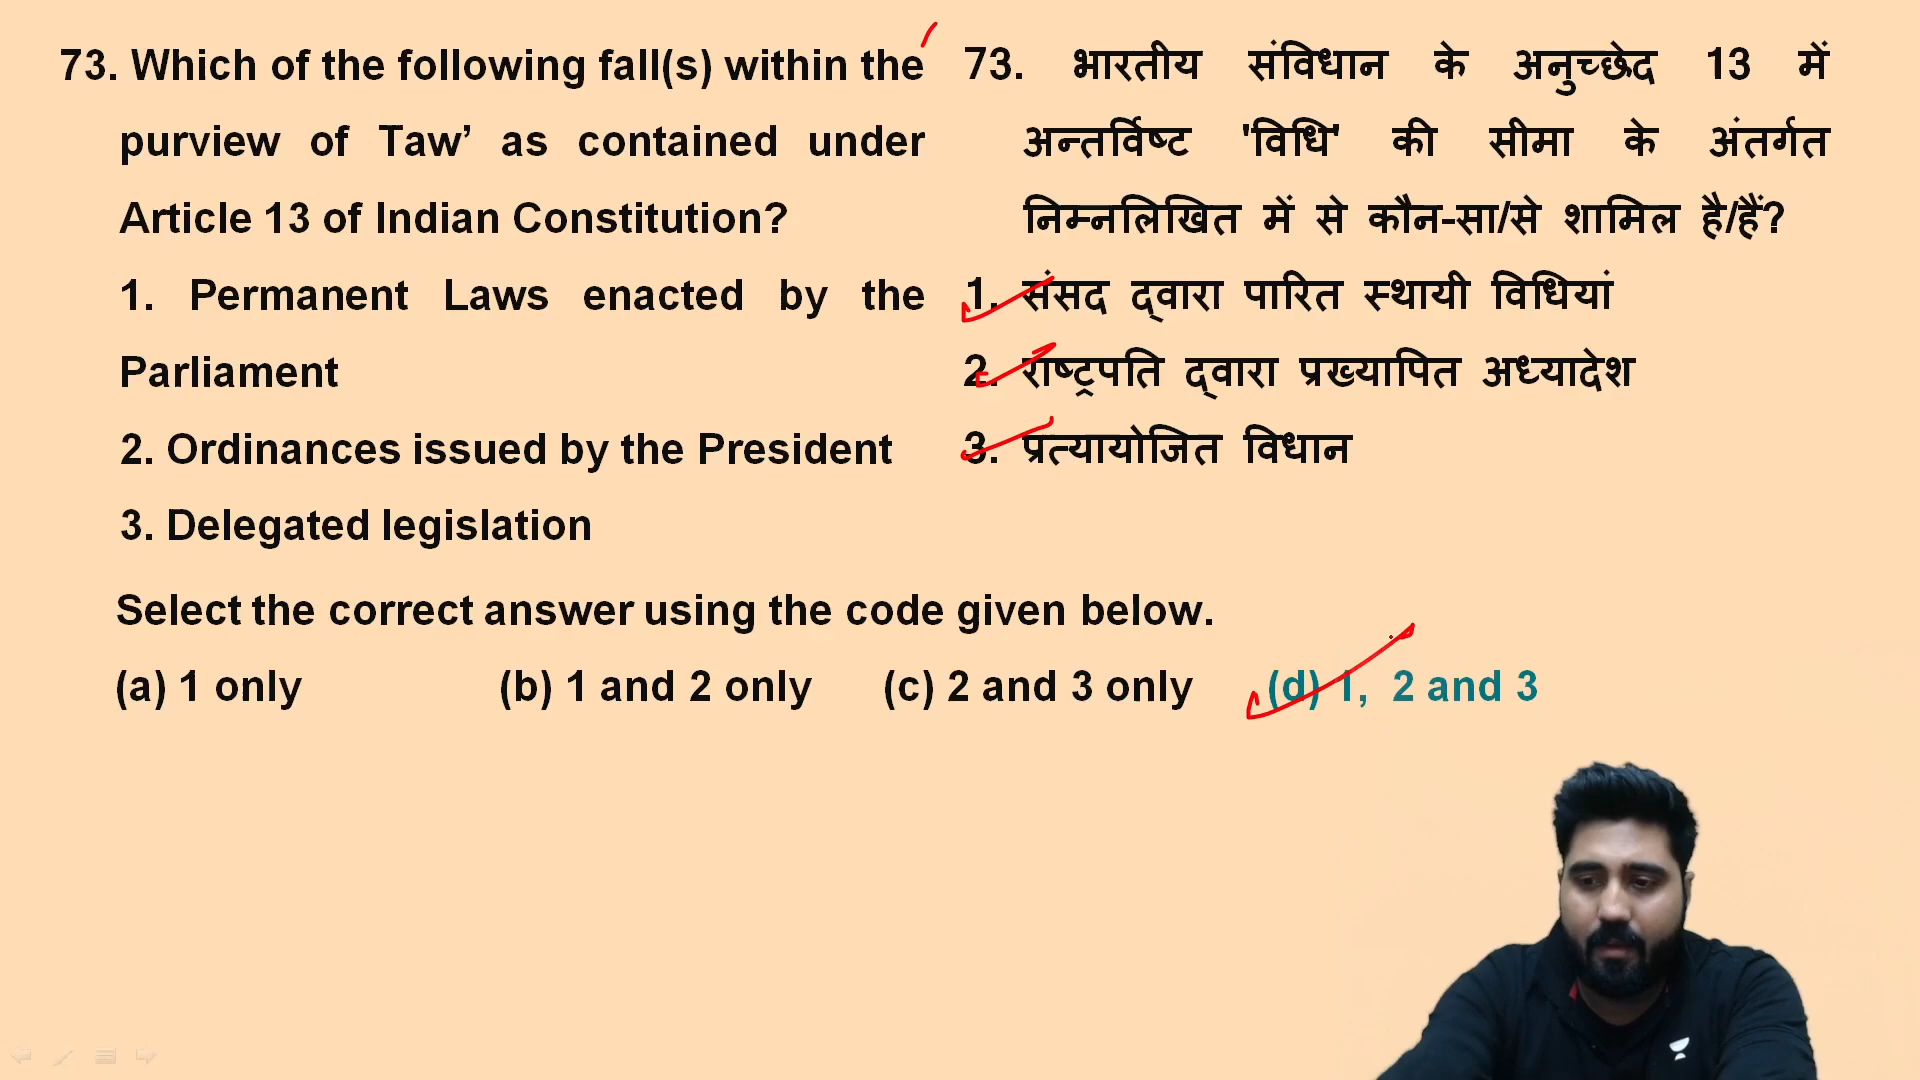 73. Which of the following fall(s) within the
purview of Taw’ as contained under
Article 13 of Indian Constitution?
1. Permanent Laws enacted by the
Parliament
2. Ordinances issued by the President
3. Delegated legislation
73. भारतीय संविधान के अनुच्छेद 13 में
अन्तर्विष्ट 'विधि' की सीमा के अंतर्गत
निम्नलिखित में से कौन-सा/से शामिल है/हैं?
1. संसद द्वारा पारित स्थायी विधियां
2. राष्ट्रपति द्वारा प्रख्यापित अध्यादेश
3. प्रत्यायोजित विधान
Select the correct answer using the code given below.
(a) 1 only (b) 1 and 2 only (c) 2 and 3 only (d) 1, 2 and 3